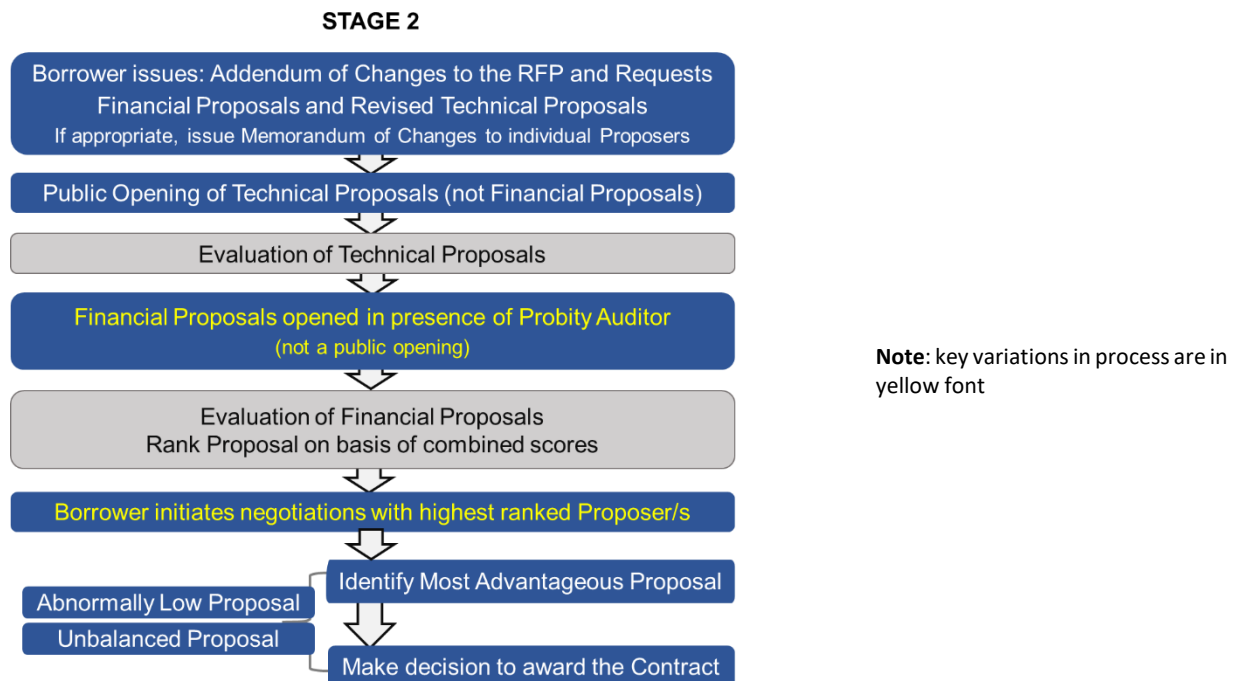 STAGE 2
Borrower issues: Addendum of Changes to the RFP and Requests
Financial Proposals and Revised Technical Proposals
If appropriate, issue Memorandum of Changes to individual Proposers
Public Opening of Technical Proposals (not Financial Proposals)
Evaluation of Technical Proposals
Financial Proposals opened in presence of Probity Auditor
(not a public opening)
Note: key variations in process are in
yellow font
Evaluation of Financial Proposals
Rank Proposal on basis of combined scores
Borrower initiates negotiations with highest ranked Proposer/s
Identify Most Advantageous Proposal
Abnormally Low Proposal
Unbalanced Proposal
Make decision to award the Contract